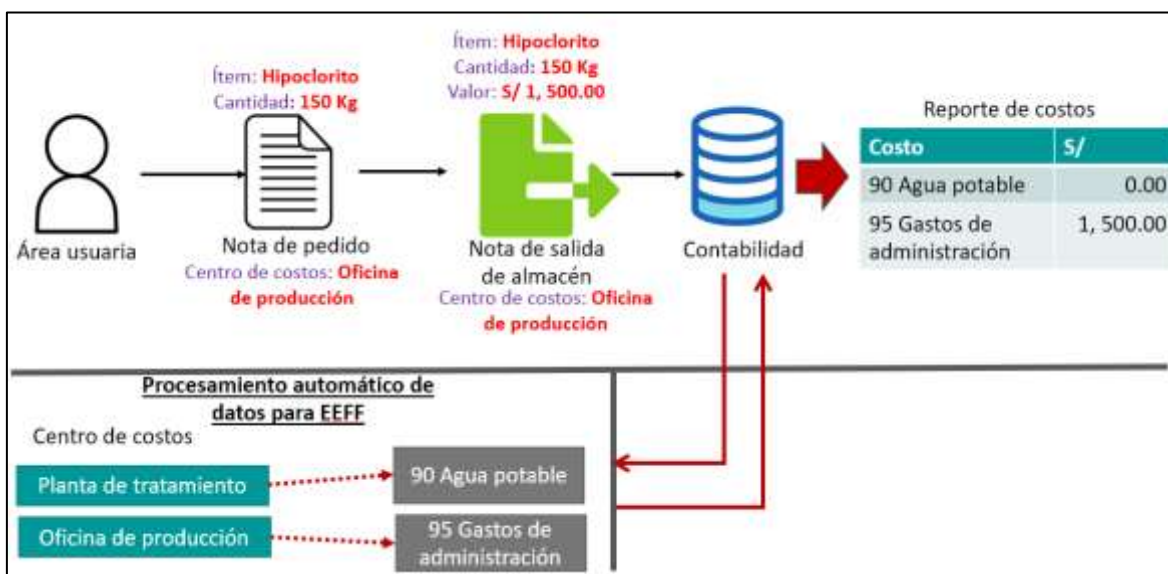 Ítem: Hipoclorito
Cantidad: 150 Kg
Ítem: Hipoclorito
Cantidad: 150 Kg
Valor: S/ 1, 500.00
Área usuaria
Nota de pedido
Centro de costos: Oficina
de producción
Nota de salida
de almacén
Centro de costos: Oficina
de producción
Contabilidad
Reporte de costos
Costo S/
90 Agua potable 0.00
95 Gastos de 1, 500.00
administración
Procesamiento automático de
datos para EEFF
Centro de costos
Planta de tratamiento
90 Agua potable
Oficina de producción
95 Gastos de
administración